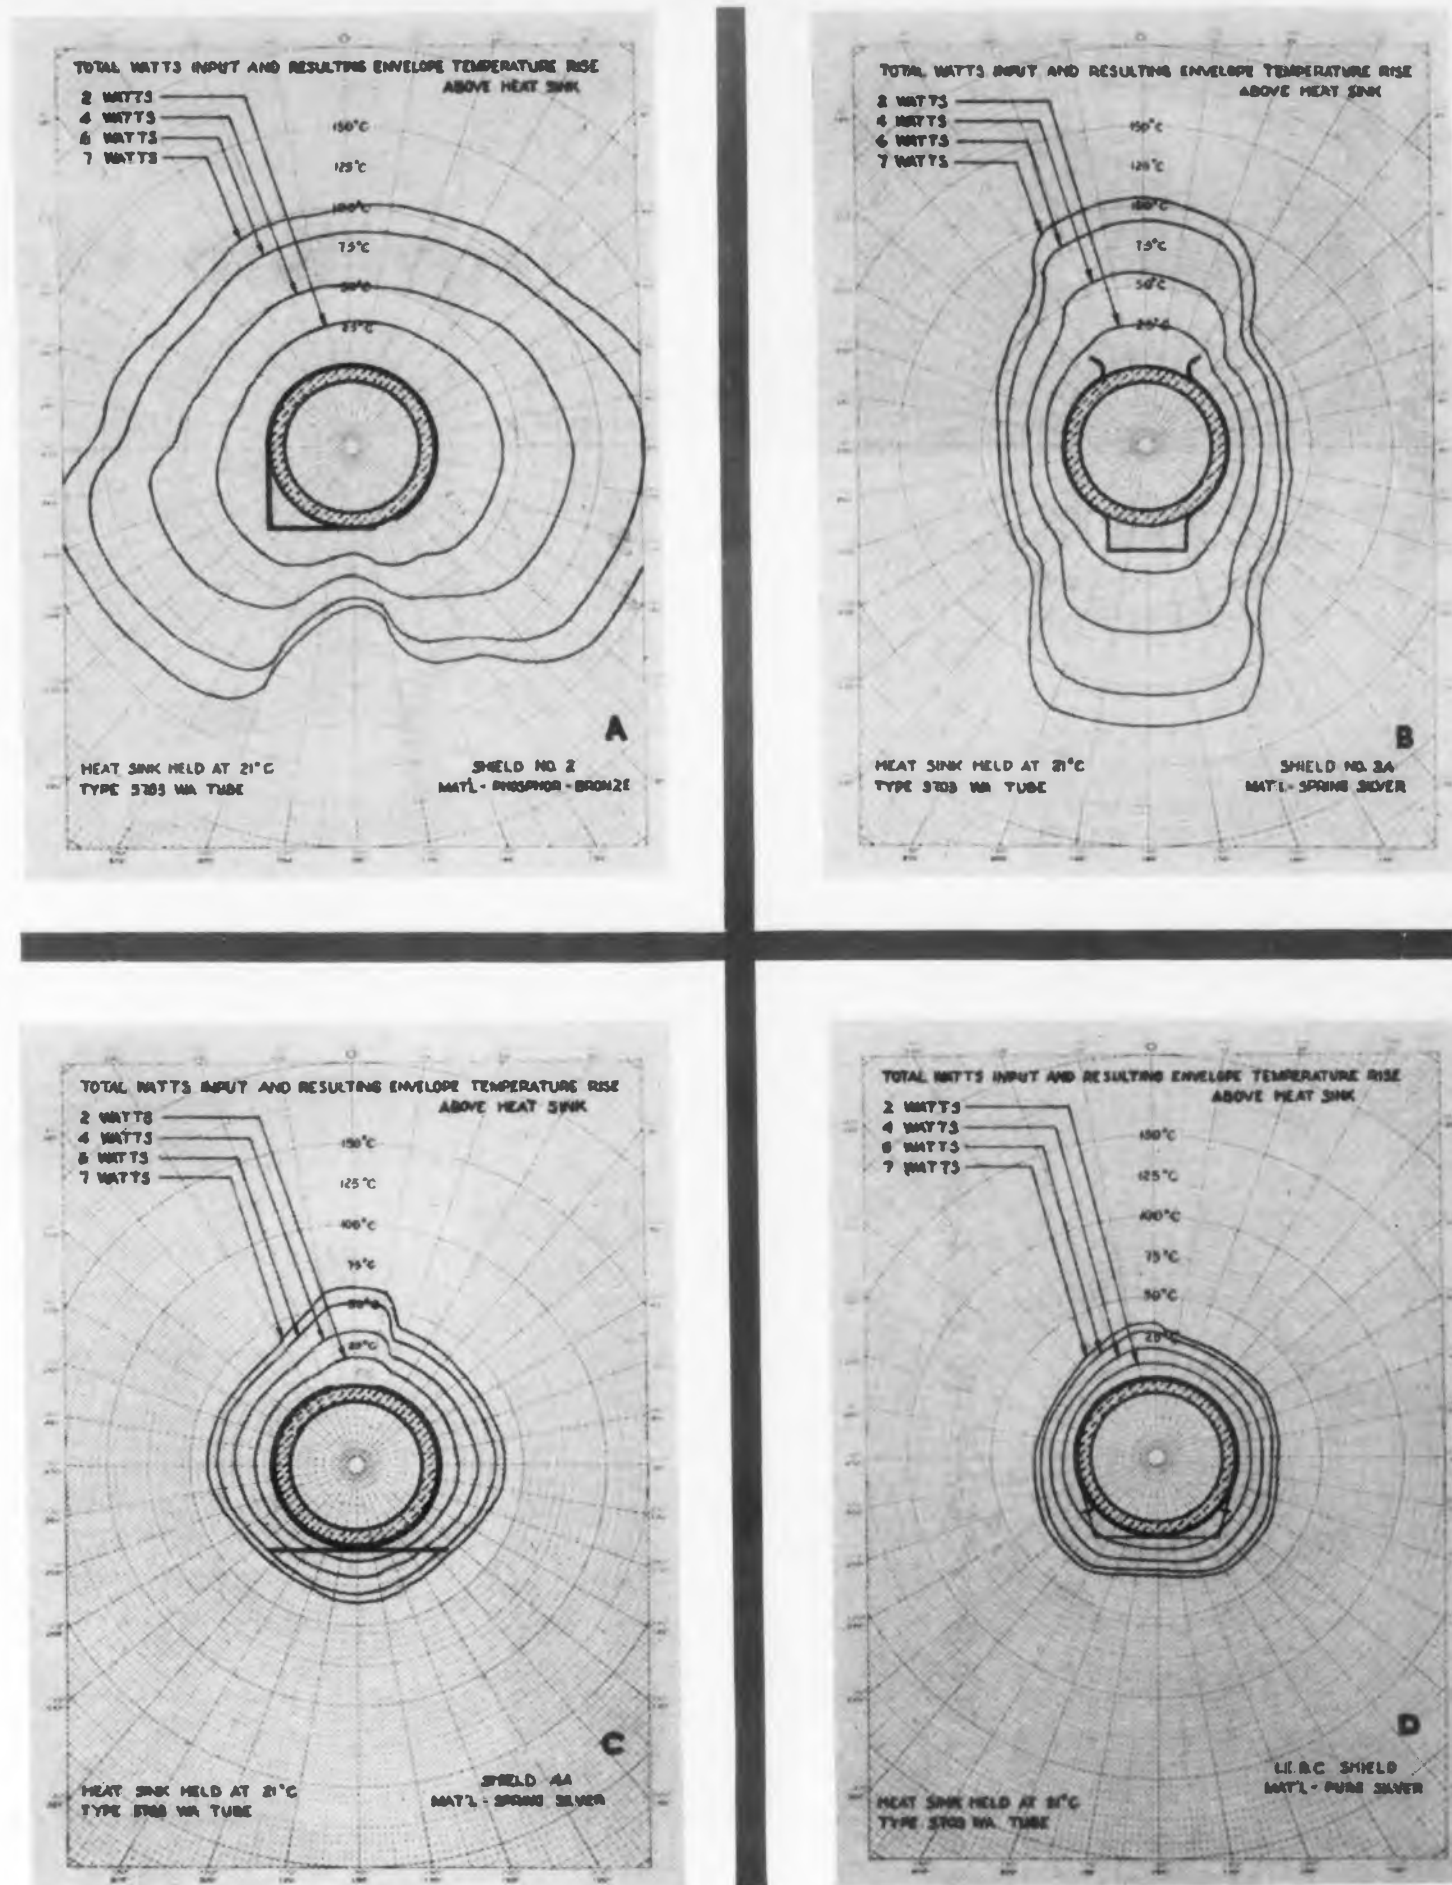 TOTAL WATTS INPUT AND RESULTING ENVELOPE TEMPERATURE RISE
ABOVE HEAT SINK
2 WATTS
4 WATTS
6 WATTS
7 WATTS
150°C
125°C
100°C
75°C
50°C
25°C
A
HEAT SINK HELD AT 21°C
TYPE 5703 WA TUBE
SHIELD NO. 2
MAT'L - PHOSPHOR - BRONZE
TOTAL WATTS INPUT AND RESULTING ENVELOPE TEMPERATURE RISE
ABOVE HEAT SINK
2 WATTS
4 WATTS
6 WATTS
7 WATTS
150°C
125°C
100°C
75°C
50°C
25°C
B
HEAT SINK HELD AT 21°C
TYPE 5703 WA TUBE
SHIELD NO.
MAT'L - SPRING SILVER
TOTAL WATTS INPUT AND RESULTING ENVELOPE TEMPERATURE RISE
ABOVE HEAT SINK
2 WATTS
4 WATTS
6 WATTS
7 WATTS
150°C
125°C
100°C
75°C
50°C
25°C
C
HEAT SINK HELD AT 21°C
TYPE 5703 WA TUBE
SHIELD
MAT'L - SPRING SILVER
TOTAL WATTS INPUT AND RESULTING ENVELOPE TEMPERATURE RISE
ABOVE HEAT SINK
2 WATTS
4 WATTS
6 WATTS
7 WATTS
150°C
125°C
100°C
75°C
50°C
25°C
D
HEAT SINK HELD AT 21°C
TYPE 5703 WA TUBE
SHIELD
MAT'L - PURE SILVER